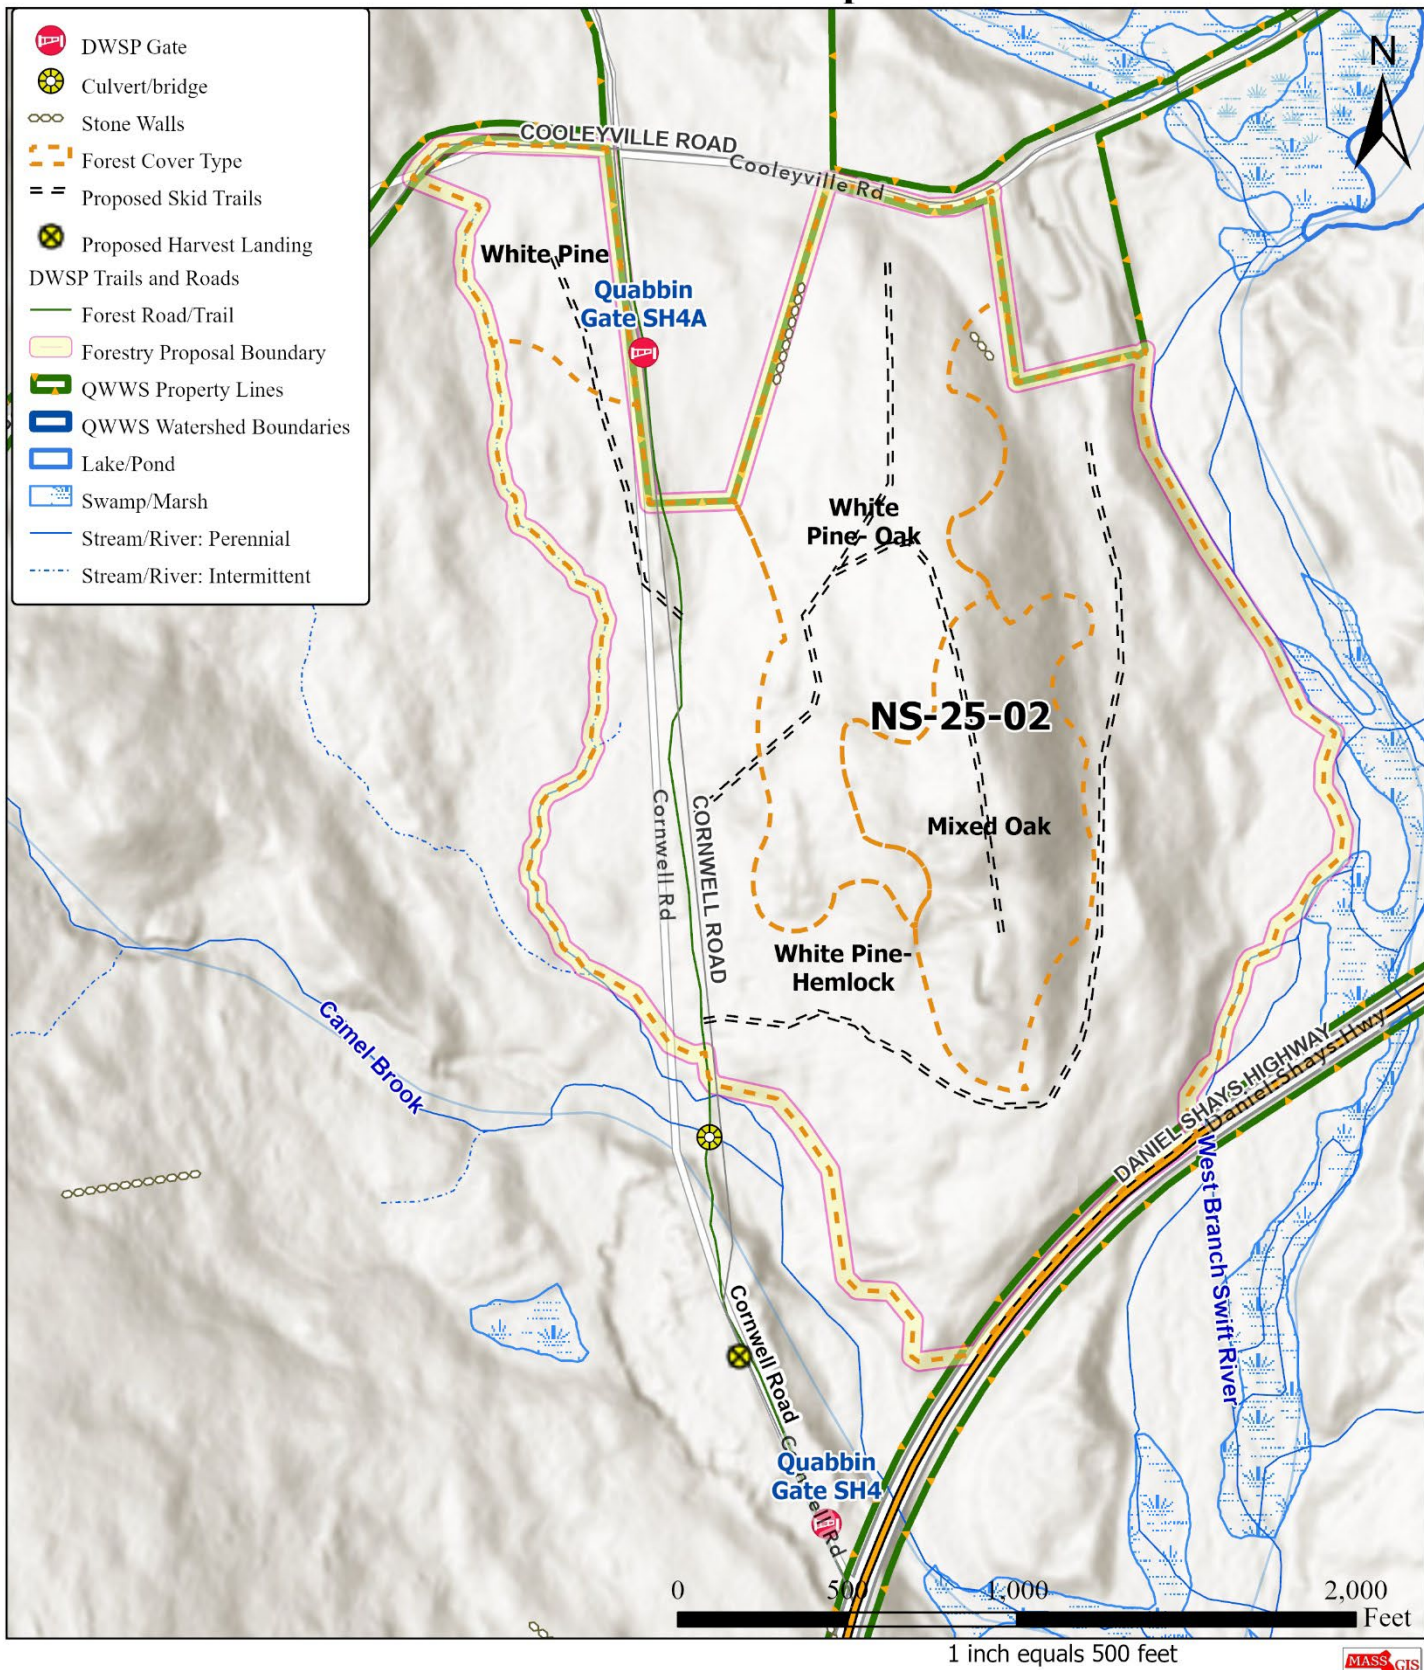 DWSP Gate
Culvert/bridge
Stone Walls
Forest Cover Type
Proposed Skid Trails
Proposed Harvest Landing
DWSP Trails and Roads
Forest Road/Trail
Forestry Proposal Boundary
QWWS Property Lines
QWWS Watershed Boundaries
Lake/Pond
Swamp/Marsh
Stream/River: Perennial
Stream/River: Intermittent
N
COOLEYVILLE ROAD
Cooleyville Rd
White Pine
Quabbin
Gate SH4A
White
Pine- Oak
NS-25-02
Mixed Oak
Cornwell Rd
CORNWELL ROAD
White Pine-
Hemlock
Camel Brook
DANIEL SHAYS HIGHWAY
Daniel Shays Hwy
West Branch Swift River
Cornwell Road
Cornwell Rd
Quabbin
Gate SH4
0 500 1,000 2,000
Feet
1 inch equals 500 feet
MASS GIS